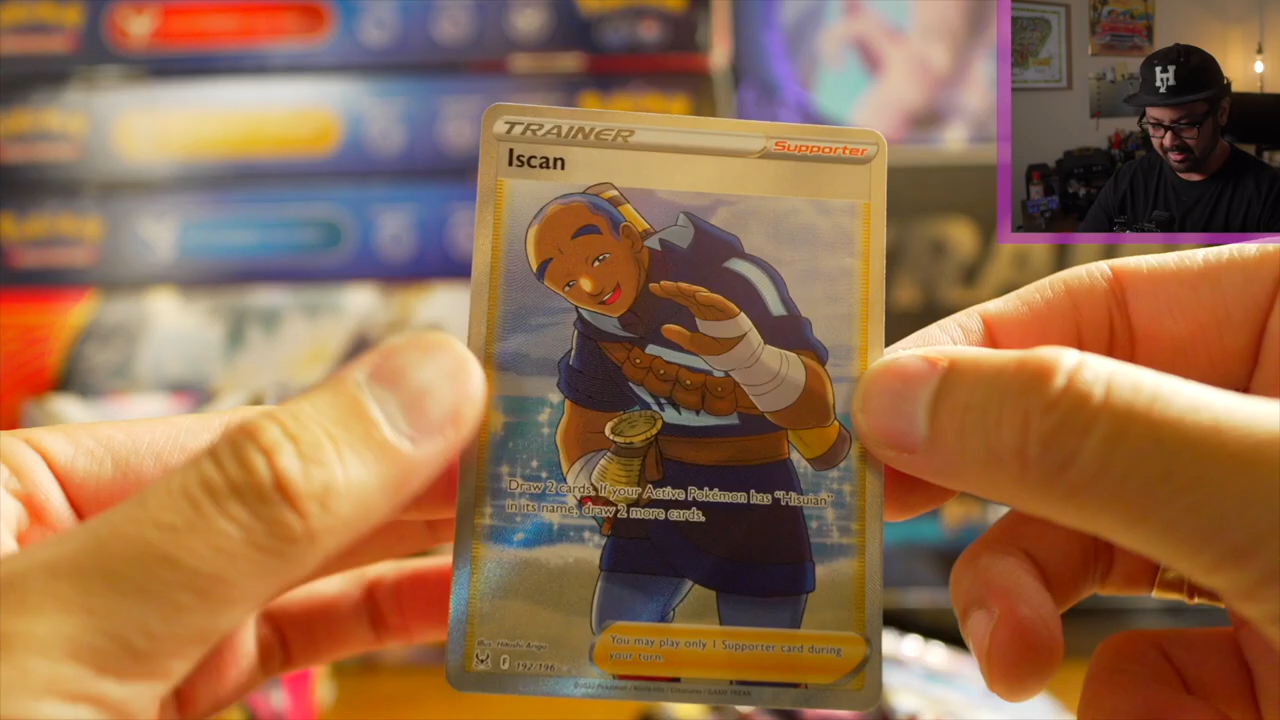 TRAINER
Supporter
Iscan
Draw 2 cards. If your Active Pokémon has "Hisuian"
in its name, draw 2 more cards.
Illus. Hitoshi Ariga
You may play only 1 Supporter card during
your turn.
F 192/196
©2022 Pokémon / Nintendo / Creatures / GAME FREAK